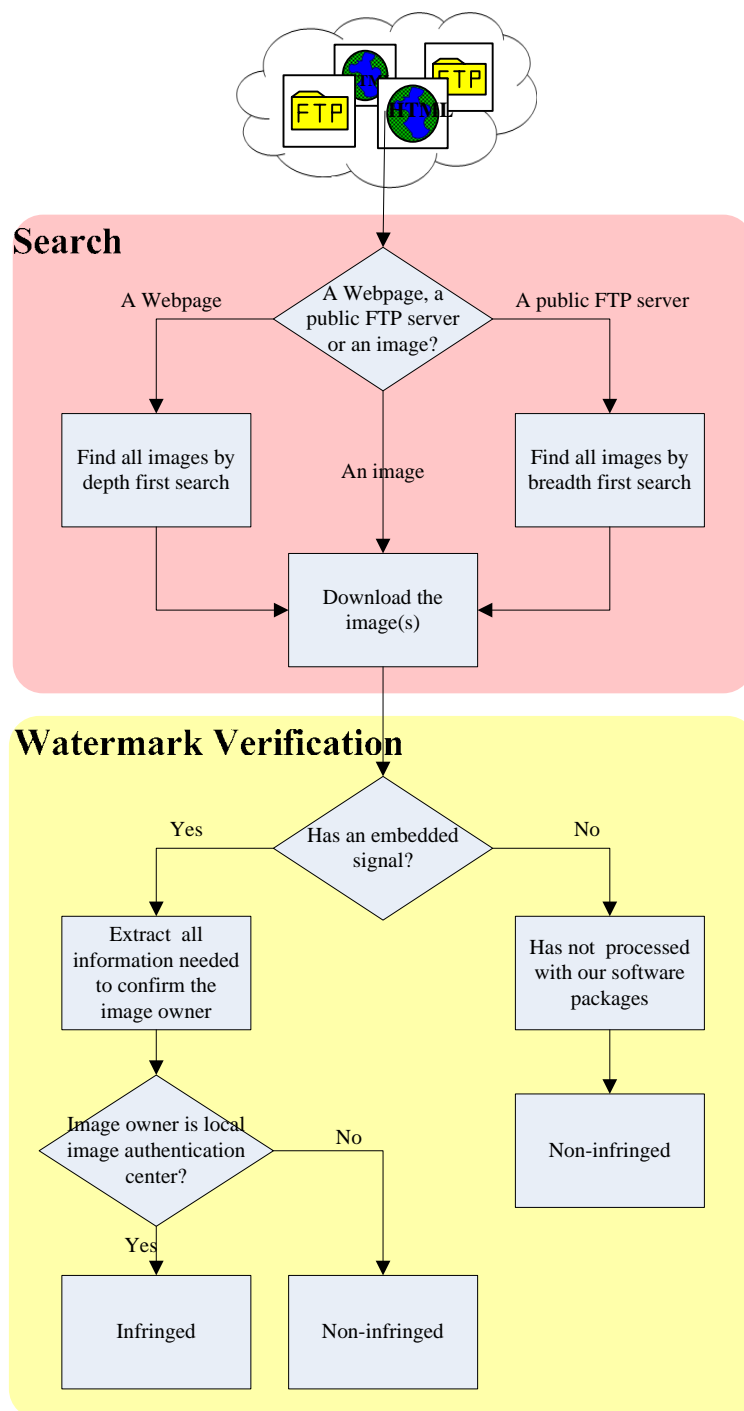 FTP
FTP
HTML
Search
A Webpage
A Webpage, a
public FTP server
or an image?
A public FTP server
Find all images by
depth first search
An image
Find all images by
breadth first search
Download the
image(s)
Watermark Verification
Yes
Has an embedded
signal?
No
Extract all
information needed
to confirm the
image owner
Has not processed
with our software
packages
Image owner is local
image authentication
center?
No
Non-infringed
Yes
Infringed
Non-infringed